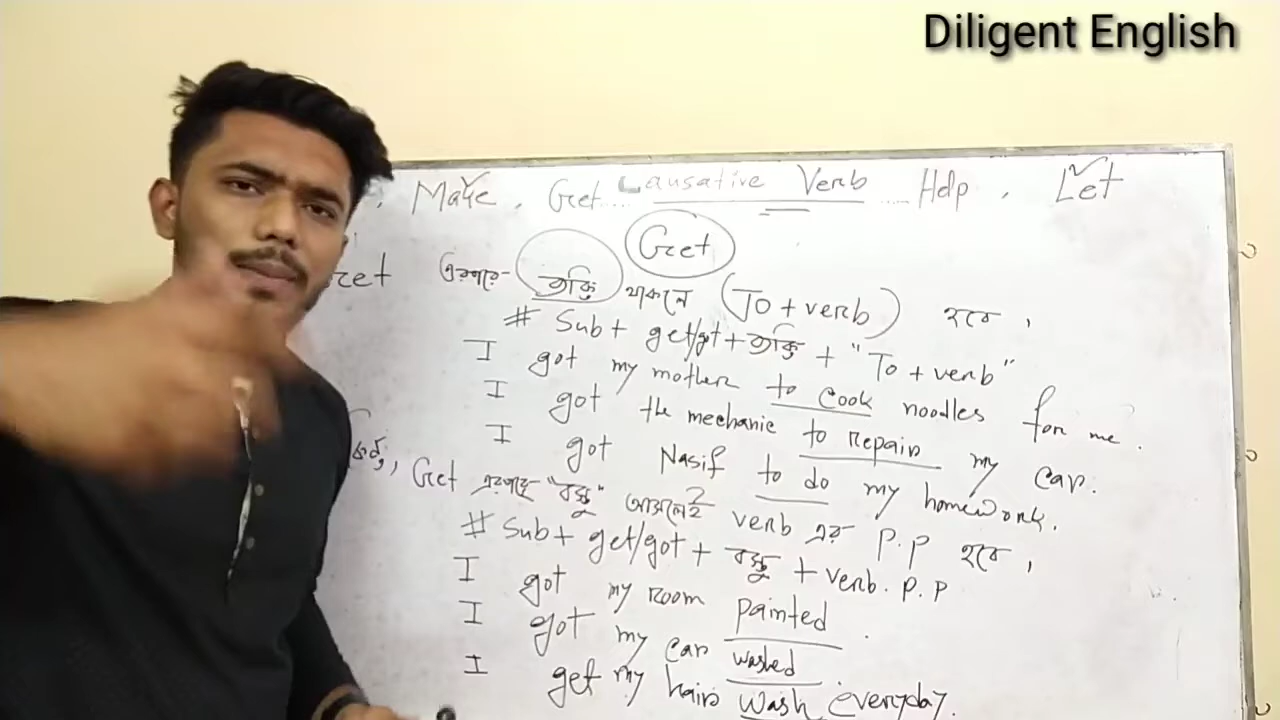 Diligent English
, Make, Get.... Causative Verb .... Help, Let
Get
Get এরপরে- ব্যক্তি থাকলে (To + verb) হবে,
# Sub + get/got + ব্যক্তি + "To + verb"
I got my mother to cook noodles for me.
I got the mechanic to repair my car.
I got Nasif to do my homework.
Get এরপরে "বস্তু" আসলে verb এর P.P হবে,
# Sub + get/got + বস্তু + verb. P.P
I got my room painted.
I got my car washed
I get my hairs wash everyday.